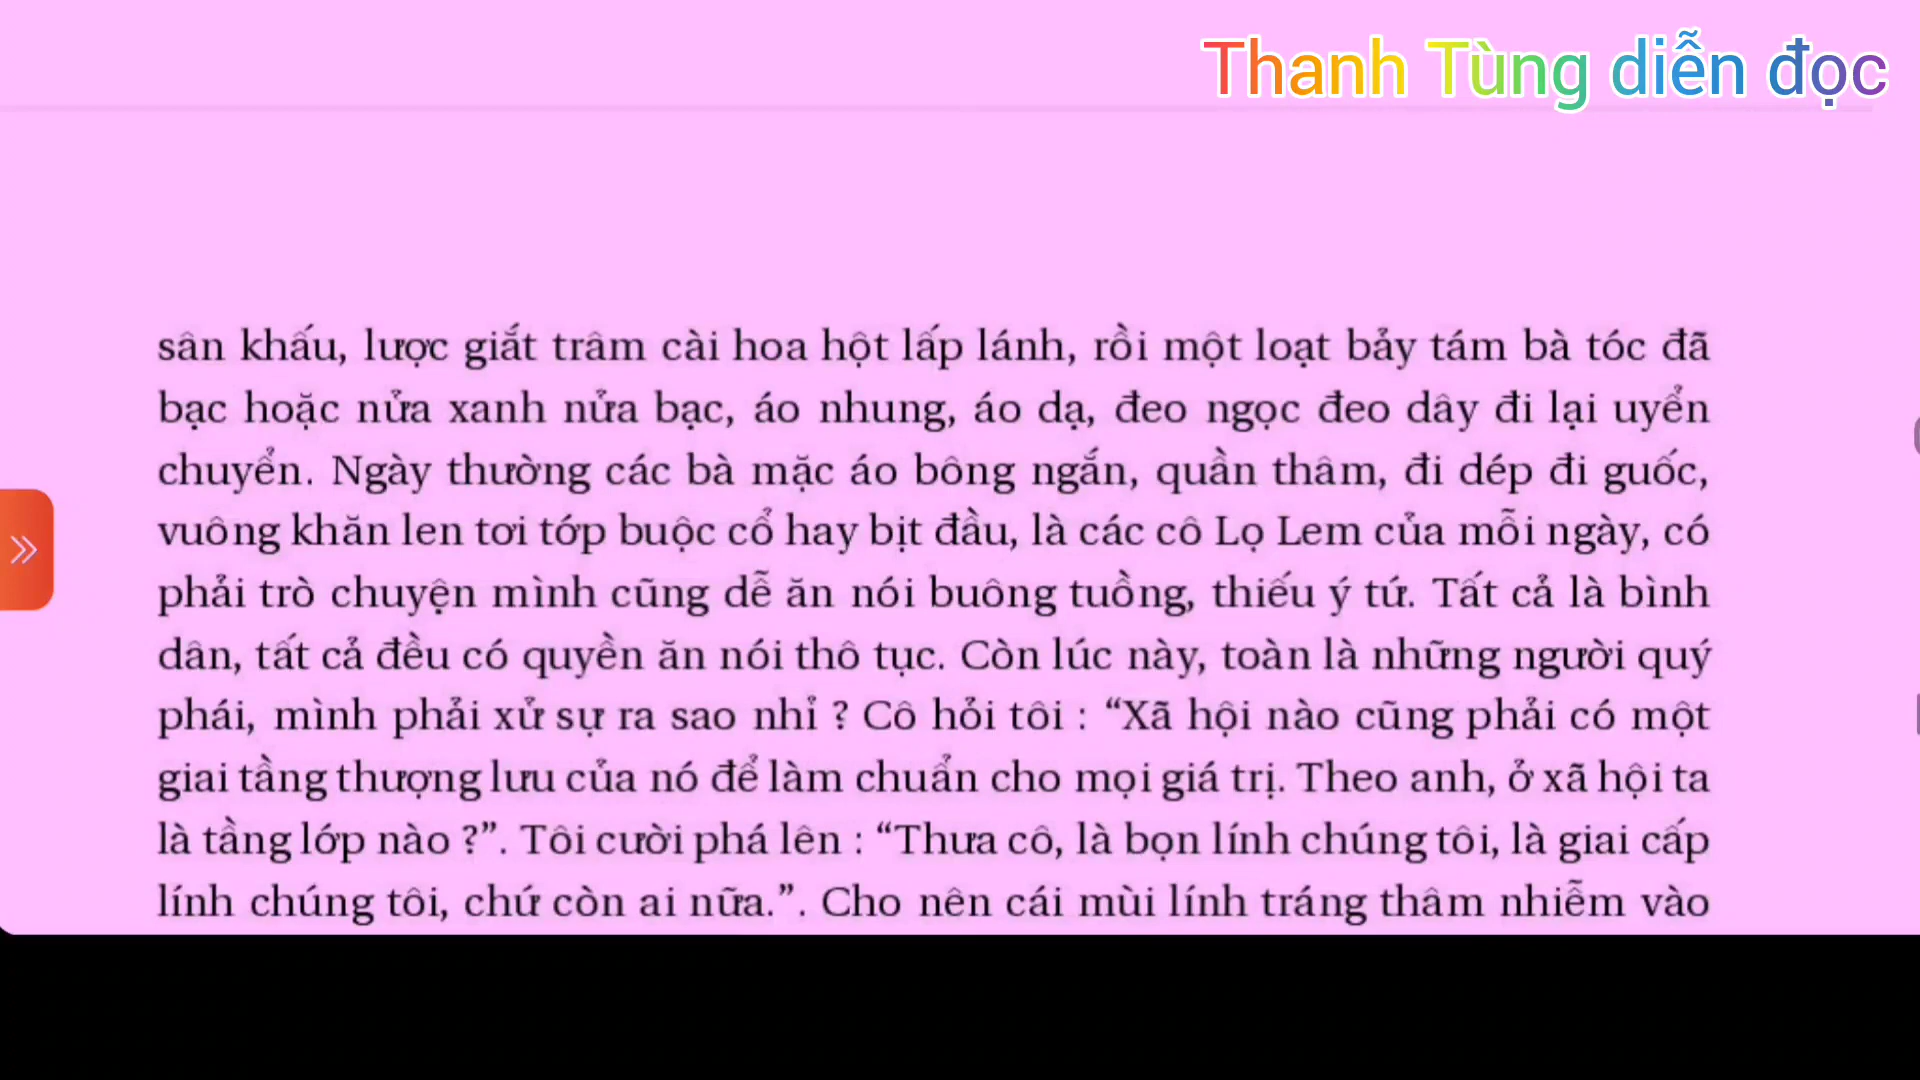 Thanh Tùng diễn đọc
sân khấu, lược giắt trâm cài hoa hột lấp lánh, rồi một loạt bảy tám bà tóc đã
bạc hoặc nửa xanh nửa bạc, áo nhung, áo dạ, đeo ngọc đeo dây đi lại uyển
chuyển. Ngày thường các bà mặc áo bông ngắn, quần thâm, đi dép đi guốc,
vuông khăn len tơi tớp buộc cổ hay bịt đầu, là các cô Lọ Lem của mỗi ngày, có
phải trò chuyện mình cũng dễ ăn nói buông tuồng, thiếu ý tứ. Tất cả là bình
dân, tất cả đều có quyền ăn nói thô tục. Còn lúc này, toàn là những người quý
phái, mình phải xử sự ra sao nhỉ ? Cô hỏi tôi : “Xã hội nào cũng phải có một
giai tầng thượng lưu của nó để làm chuẩn cho mọi giá trị. Theo anh, ở xã hội ta
là tầng lớp nào ?”. Tôi cười phá lên : “Thưa cô, là bọn lính chúng tôi, là giai cấp
lính chúng tôi, chứ còn ai nữa.”. Cho nên cái mùi lính tráng thâm nhiễm vào